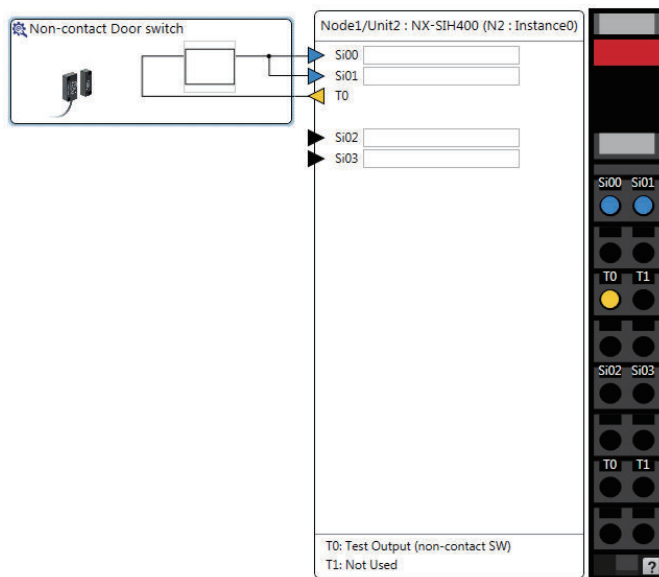 Non-contact Door switch
Node1/Unit2 : NX-SIH400 (N2 : Instance0)
Si00
Si01
T0
Si02
Si03
T0: Test Output (non-contact SW)
T1: Not Used
Si00 Si01
T0 T1
Si02 Si03
T0 T1
?